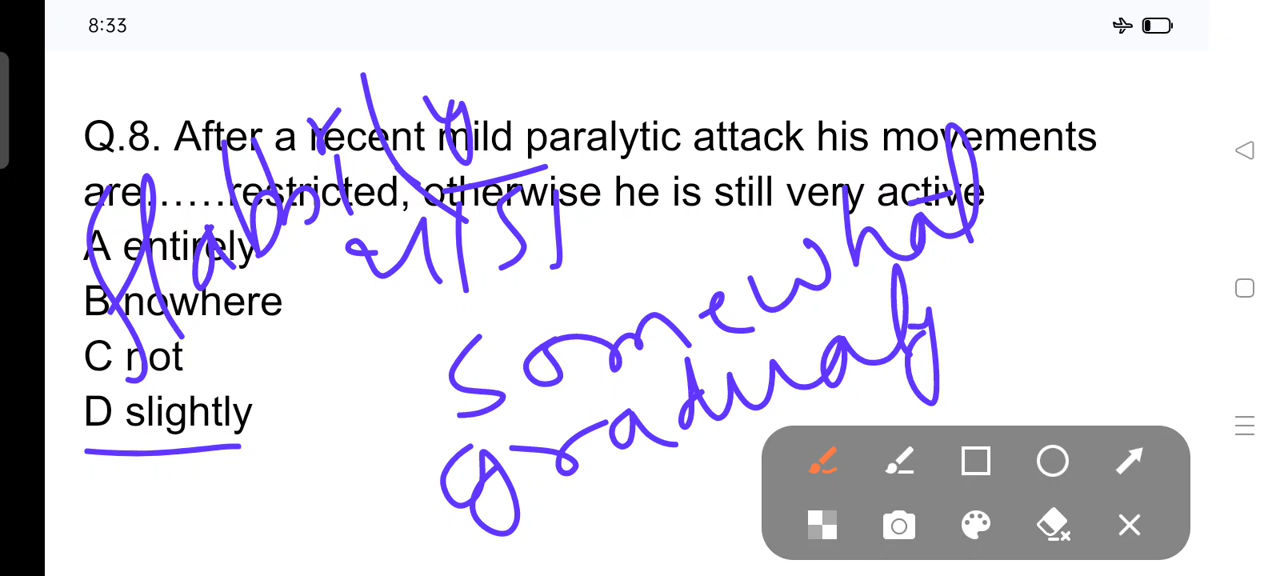 8:33
Q.8. After a recent mild paralytic attack his movements
are......restricted, otherwise he is still very active
A entirely
B nowhere
C not
D slightly
somewhat
gradually